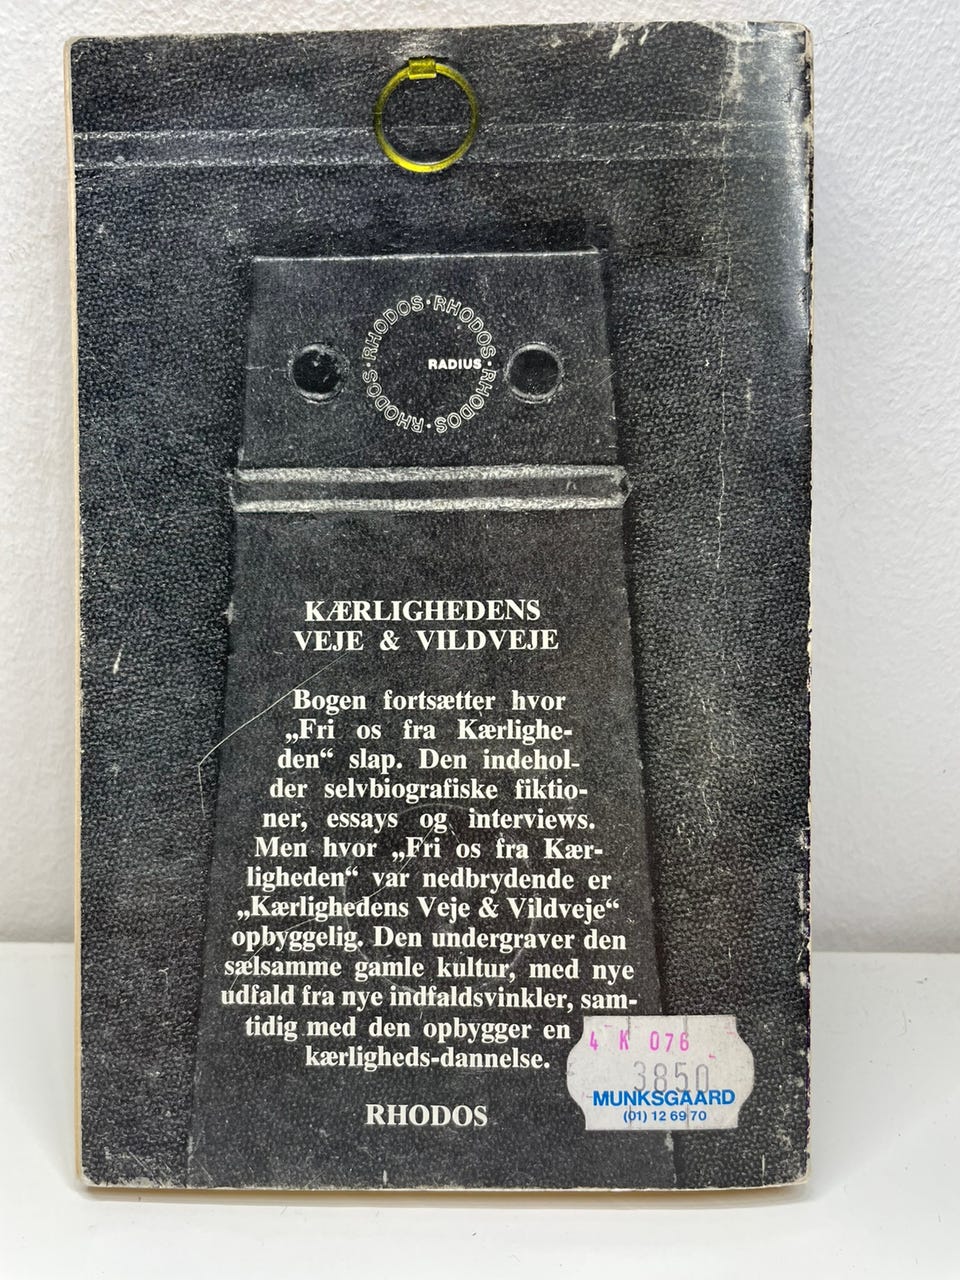 RHODOS·RHODOS·RHODOS·RHODOS·RHODOS·
RADIUS
KÆRLIGHEDENS
VEJE & VILDVEJE
Bogen fortsætter hvor
„Fri os fra Kærlighe-
den“ slap. Den indehol-
der selvbiografiske fiktio-
ner, essays og interviews.
Men hvor „Fri os fra Kær-
ligheden“ var nedbrydende er
„Kærlighedens Veje & Vildveje“
opbyggelig. Den undergraver den
sælsamme gamle kultur, med nye
udfald fra nye indfaldsvinkler, sam-
tidig med den opbygger en
kærligheds-dannelse.
RHODOS
4 K 076
3850
MUNKSGAARD
(01) 12 69 70